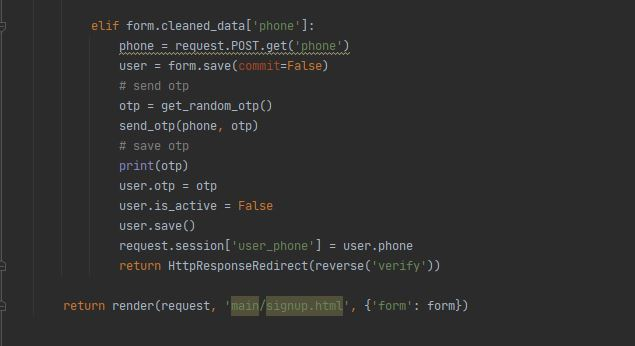 elif form.cleaned_data['phone']:
phone = request.POST.get('phone')
user = form.save(commit=False)
# send otp
otp = get_random_otp()
send_otp(phone, otp)
# save otp
print(otp)
user.otp = otp
user.is_active = False
user.save()
request.session['user_phone'] = user.phone
return HttpResponseRedirect(reverse('verify'))
return render(request, 'main/signup.html', {'form': form})